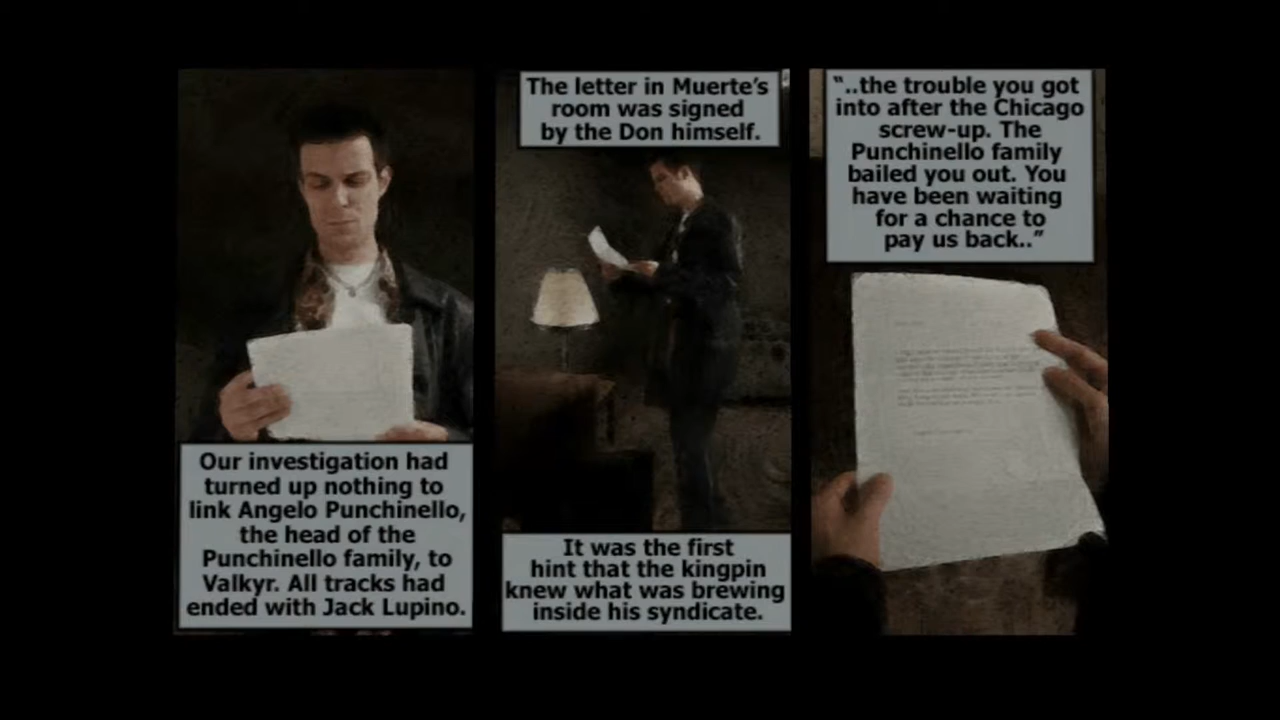 Our investigation had
turned up nothing to
link Angelo Punchinello,
the head of the
Punchinello family, to
Valkyr. All tracks had
ended with Jack Lupino.
The letter in Muerte's
room was signed
by the Don himself.
It was the first
hint that the kingpin
knew what was brewing
inside his syndicate.
"..the trouble you got
into after the Chicago
screw-up. The
Punchinello family
bailed you out. You
have been waiting
for a chance to
pay us back.."